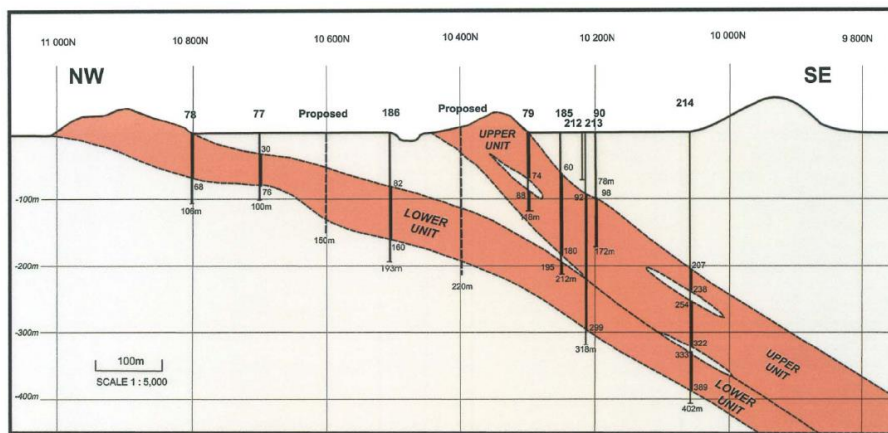 11 000N 10 800N 10 600N 10 400N 10 200N 10 000N 9 800N
NW SE
78 77 Proposed 186 Proposed 79 185 90 214
212 213
UPPER
UNIT
30
60
74
68 76 82 88 92 78m 98
106m 100m 118m
-100m
LOWER
UNIT
150m 160 180 172m
193m 195 212m 207
-200m
220m 238
254
299
-300m
318m 322
333
100m
SCALE 1 : 5,000
UPPER
UNIT
389
LOWER
UNIT
-400m
402m